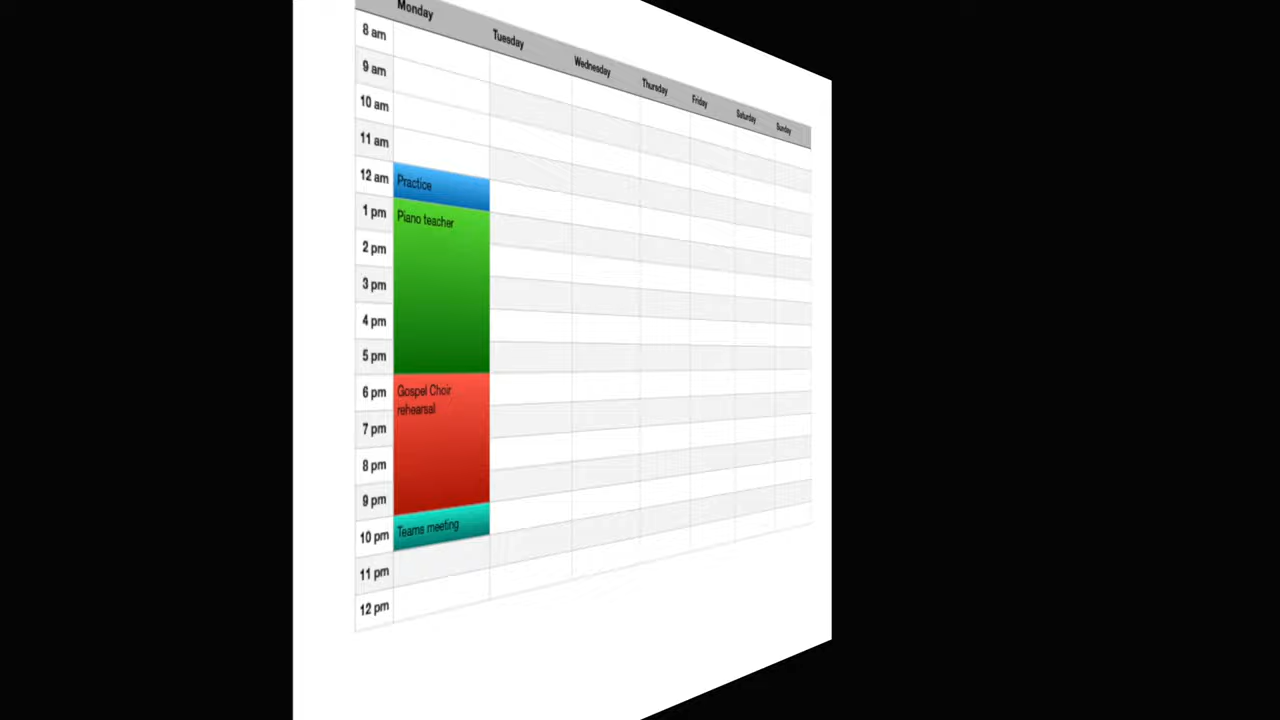 Monday Tuesday Wednesday Thursday Friday Saturday Sunday
8 am
9 am
10 am
11 am
12 am Practice
1 pm Piano teacher
2 pm
3 pm
4 pm
5 pm
6 pm Gospel Choir
rehearsal
7 pm
8 pm
9 pm
10 pm Teams meeting
11 pm
12 pm